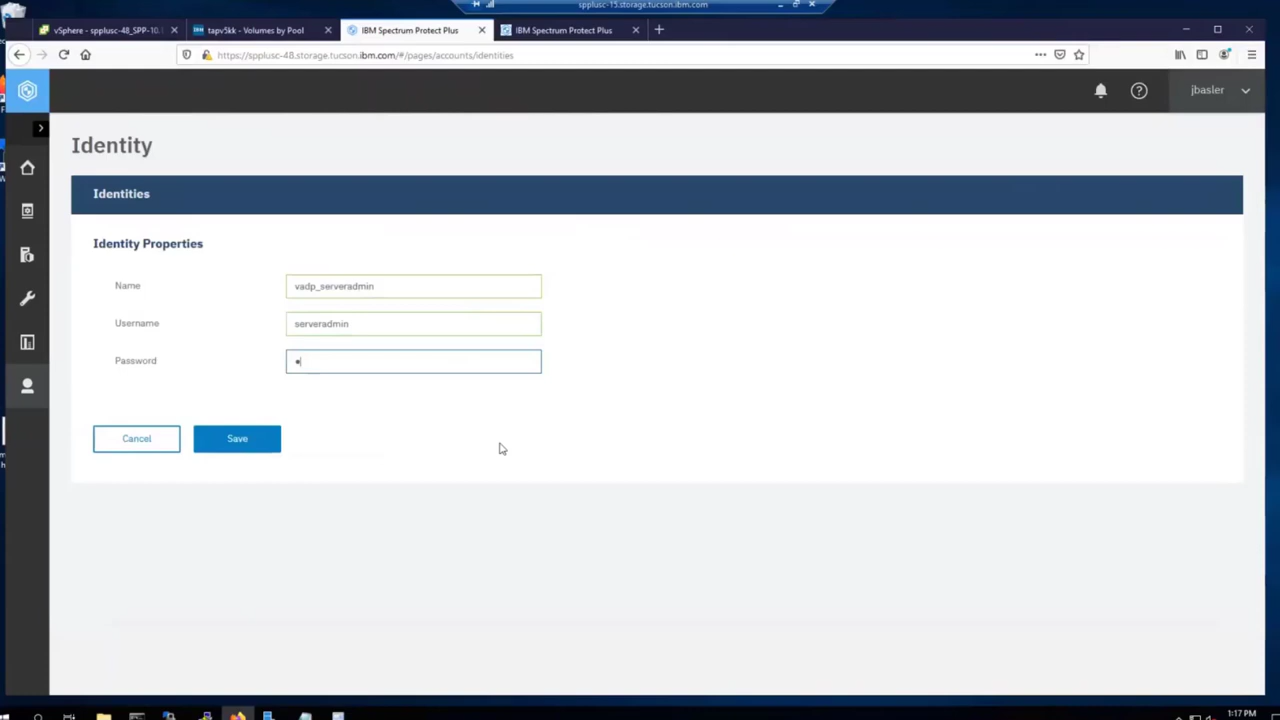 spplusc-15.storage.tucson.ibm.com
vSphere - spplusc-48_SPP-10.
tapv5kk - Volumes by Pool
IBM Spectrum Protect Plus
IBM Spectrum Protect Plus
https://spplusc-48.storage.tucson.ibm.com/#/pages/accounts/identities
jbasler
Identity
Identities
Identity Properties
Name
vadp_serveradmin
Username
serveradmin
Password
Cancel
Save
1:17 PM